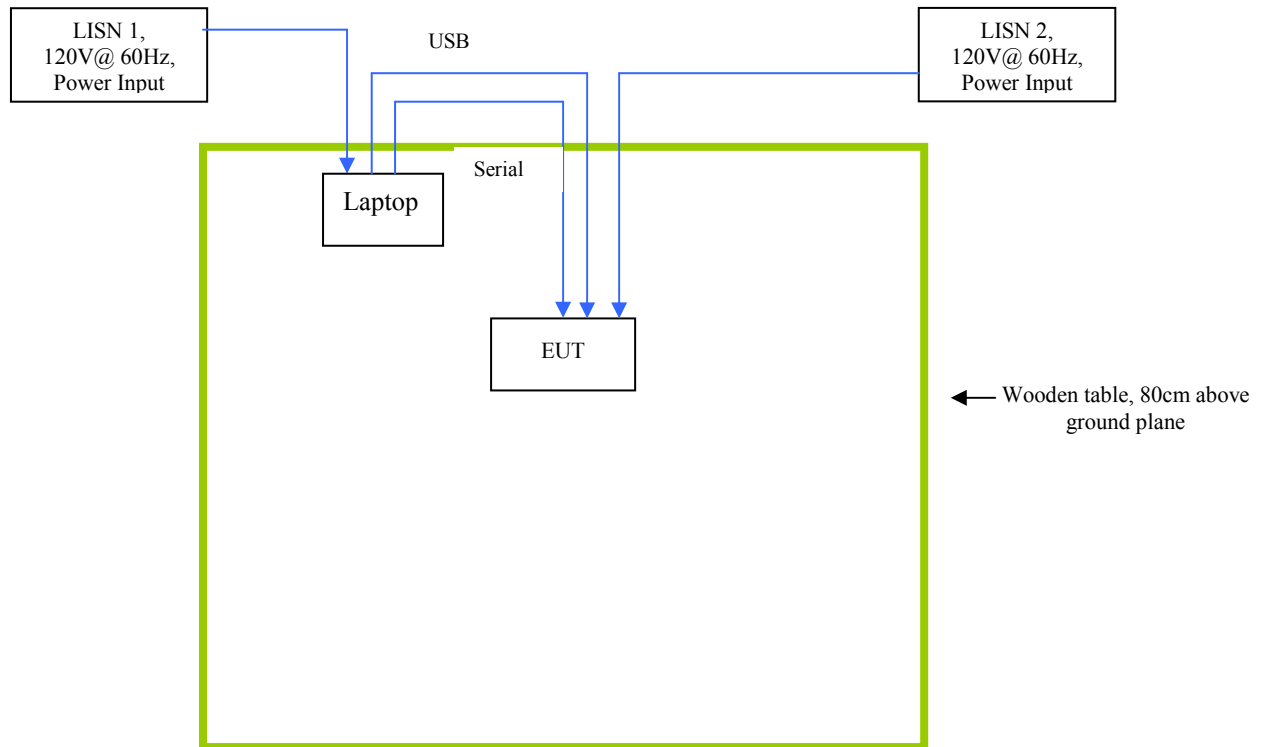 LISN 1,
120V@ 60Hz,
Power Input
USB
LISN 2,
120V@ 60Hz,
Power Input
Serial
Laptop
EUT
Wooden table, 80cm above
ground plane